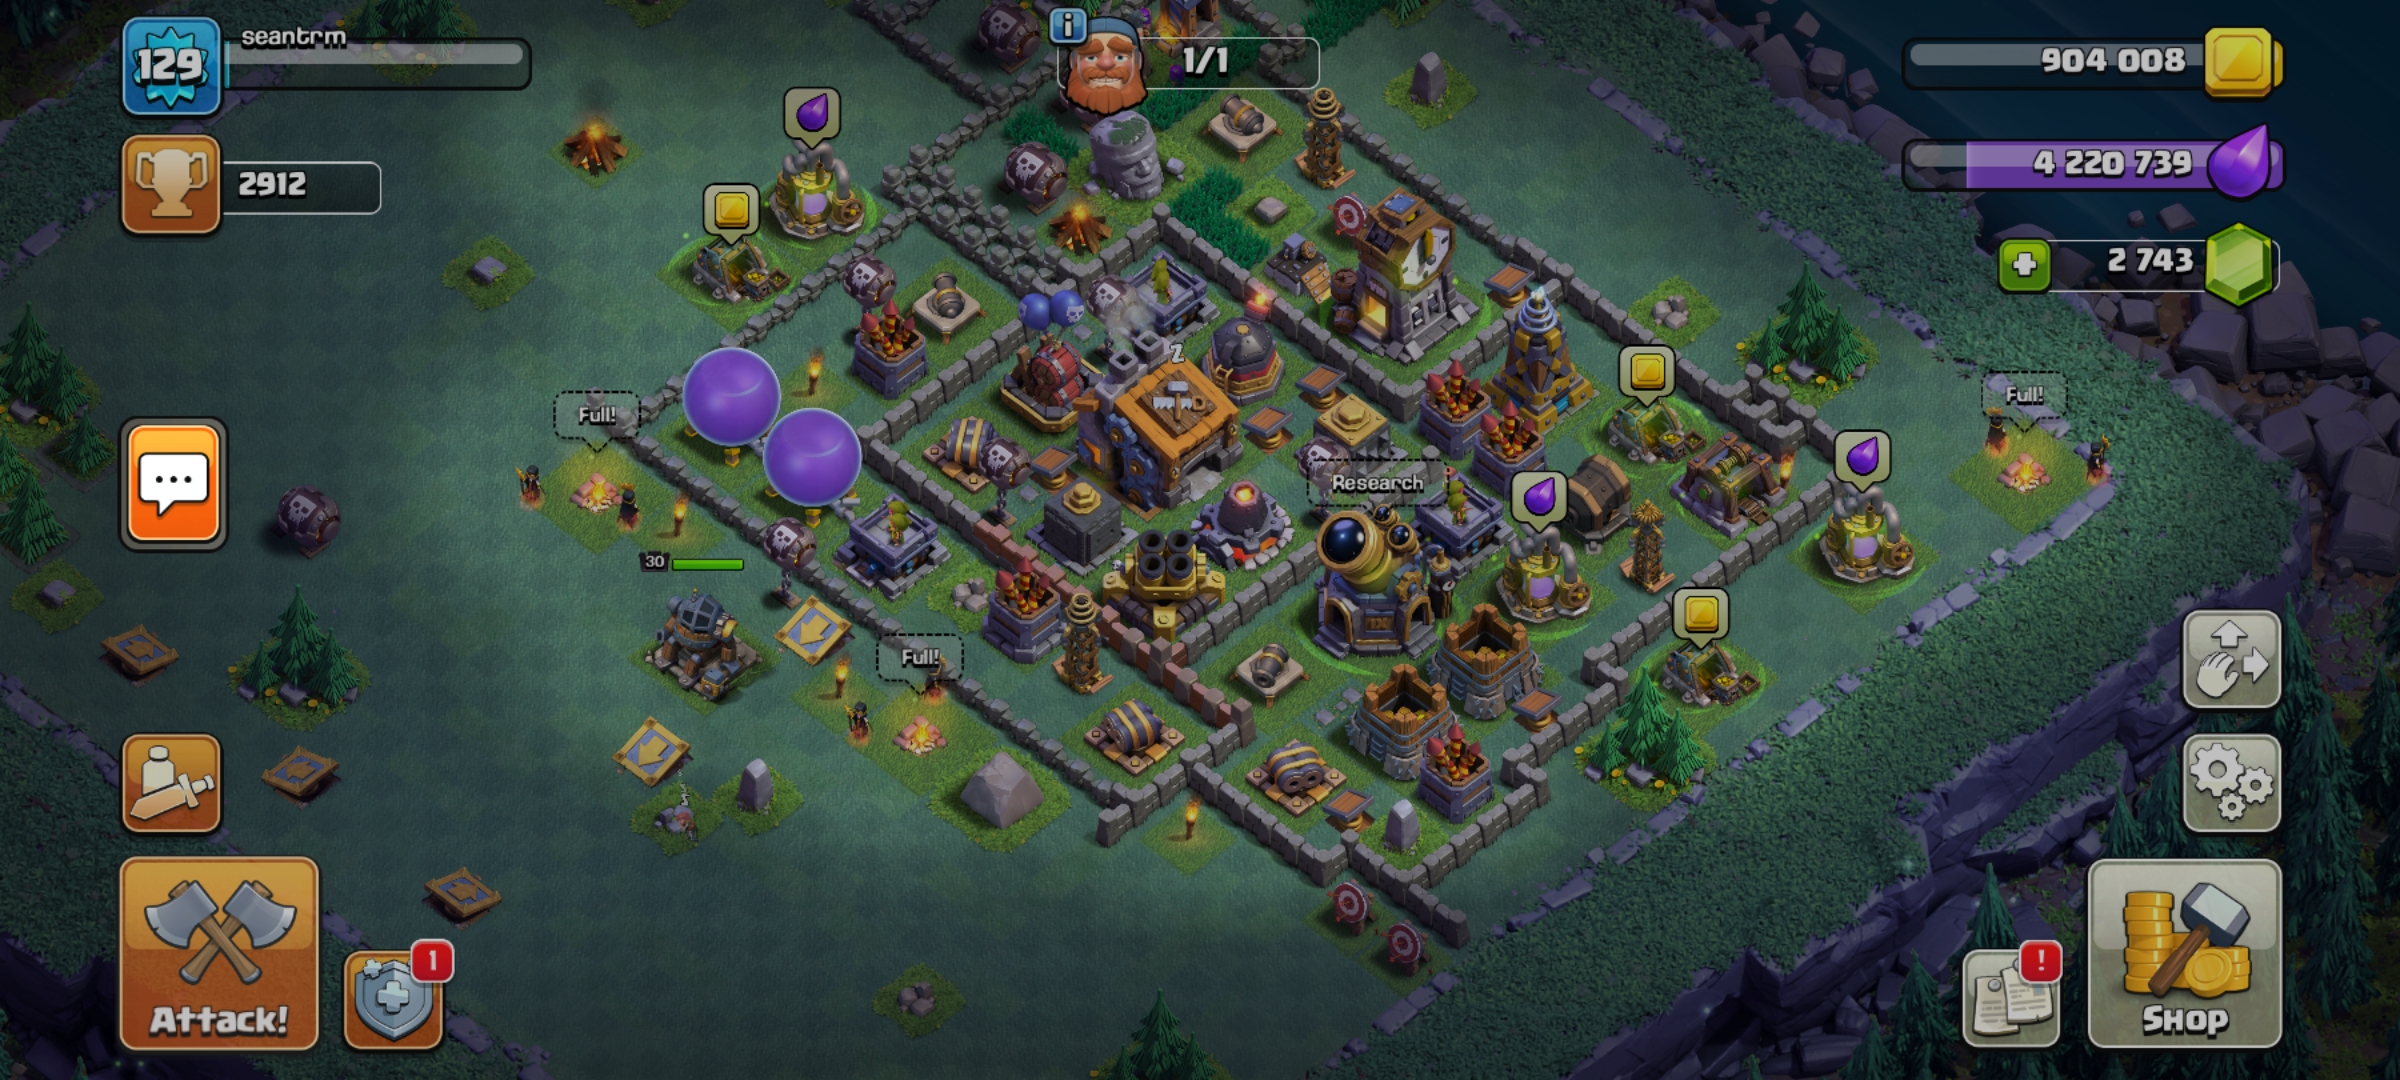 129
seantrm
1/1
904 008
2912
4 220 739
2 743
Full!
Full!
Z
Research
30
Full!
1
Attack!
!
Shop